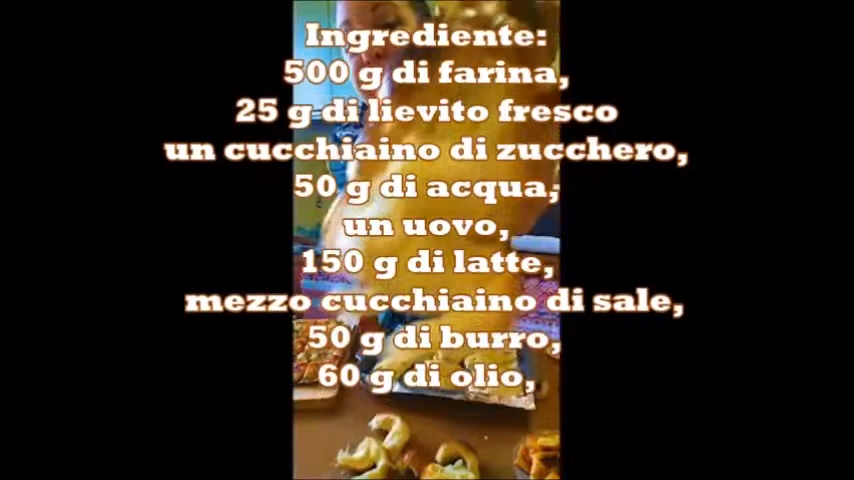 Ingrediente:
500 g di farina,
25 g di lievito fresco
un cucchiaino di zucchero,
50 g di acqua,
un uovo,
150 g di latte,
mezzo cucchiaino di sale,
50 g di burro,
60 g di olio,